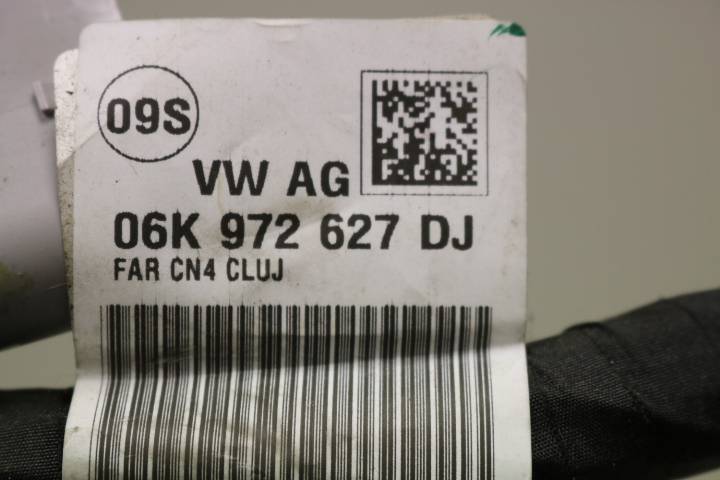 09S
VW AG
06K 972 627 DJ
FAR CN4 CLUJ